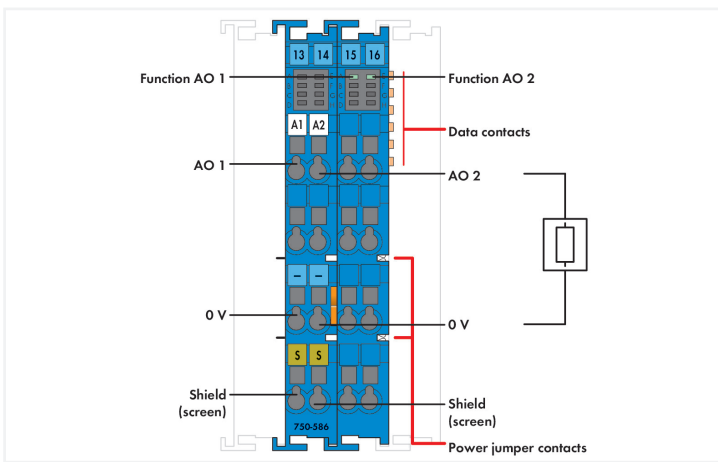 13 14 15 16
Function AO 1
Function AO 2
A1 A2
Data contacts
AO 1
AO 2
– –
0 V
0 V
S S
Shield
(screen)
Shield
(screen)
750-586
Power jumper contacts